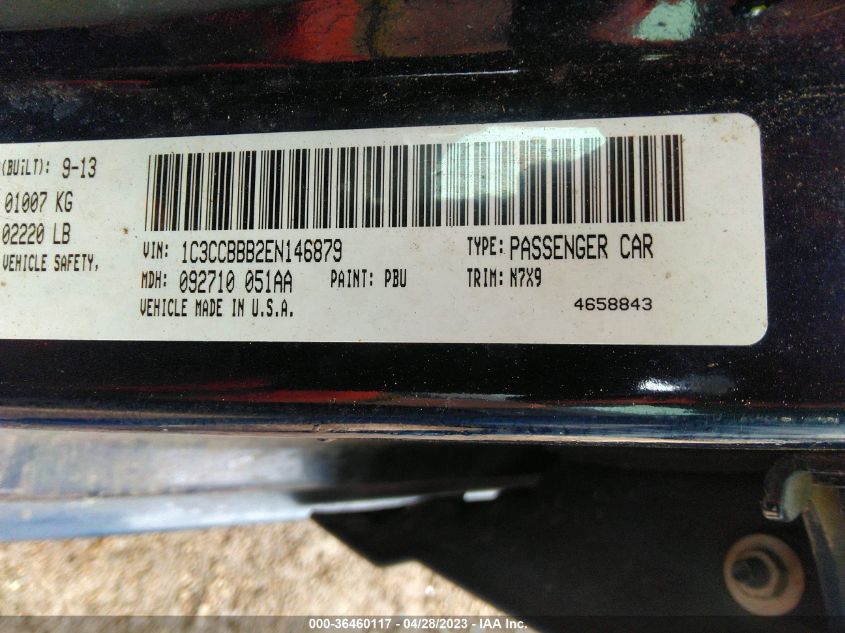 (BUILT): 9-13
01007 KG
02220 LB
VEHICLE SAFETY,
VIN: 1C3CCBBB2EN146879 TYPE: PASSENGER CAR
MDH: 092710 051AA PAINT: PBU TRIM: N7X9
VEHICLE MADE IN U.S.A. 4658843
000-36460117 - 04/28/2023 - IAA Inc.